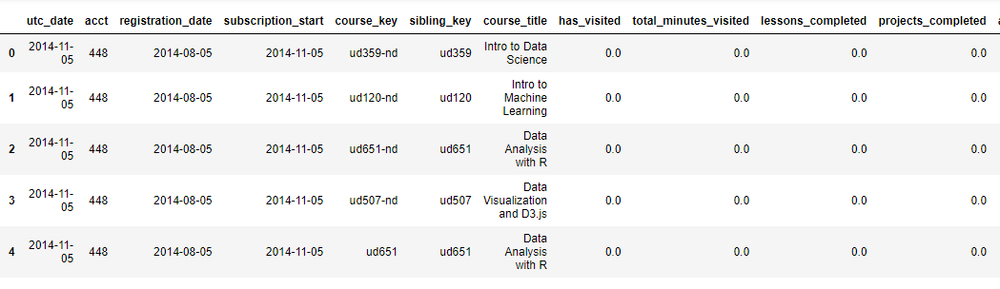 utc_date acct registration_date subscription_start course_key sibling_key course_title has_visited total_minutes_visited lessons_completed projects_completed
0 2014-11-05 448 2014-08-05 2014-11-05 ud359-nd ud359 Intro to Data Science 0.0 0.0 0.0 0.0
1 2014-11-05 448 2014-08-05 2014-11-05 ud120-nd ud120 Intro to Machine Learning 0.0 0.0 0.0 0.0
2 2014-11-05 448 2014-08-05 2014-11-05 ud651-nd ud651 Data Analysis with R 0.0 0.0 0.0 0.0
3 2014-11-05 448 2014-08-05 2014-11-05 ud507-nd ud507 Data Visualization and D3.js 0.0 0.0 0.0 0.0
4 2014-11-05 448 2014-08-05 2014-11-05 ud651 ud651 Data Analysis with R 0.0 0.0 0.0 0.0